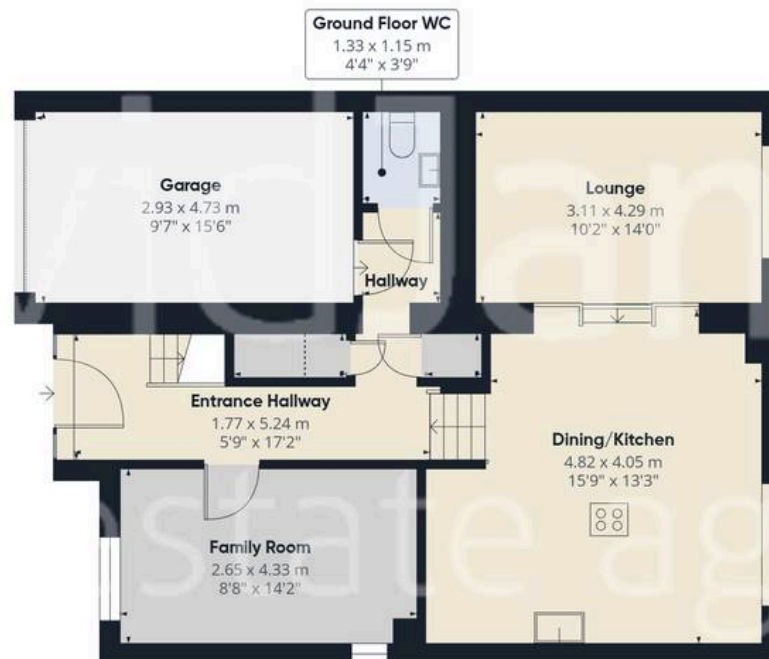 Ground Floor WC
1.33 x 1.15 m
4'4" x 3'9"
Garage
2.93 x 4.73 m
9'7" x 15'6"
Lounge
3.11 x 4.29 m
10'2" x 14'0"
Hallway
Entrance Hallway
1.77 x 5.24 m
5'9" x 17'2"
Dining/Kitchen
4.82 x 4.05 m
15'9" x 13'3"
Family Room
2.65 x 4.33 m
8'8" x 14'2"
estate ag